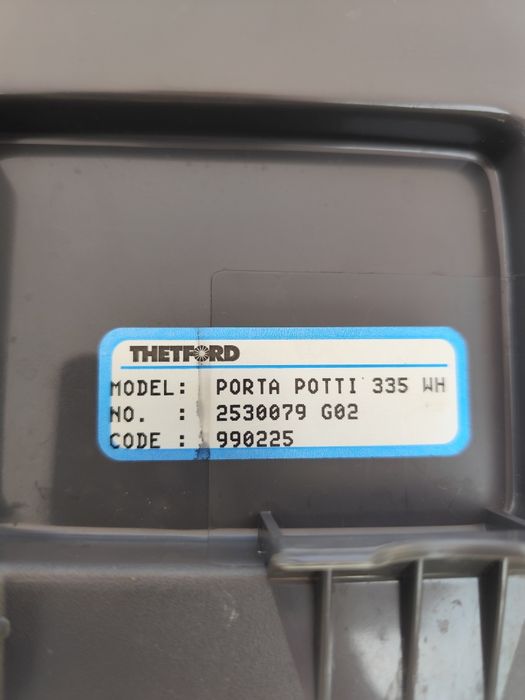 THETFORD
MODEL: PORTA POTTI 335 WH
NO. : 2530079 G02
CODE : 990225